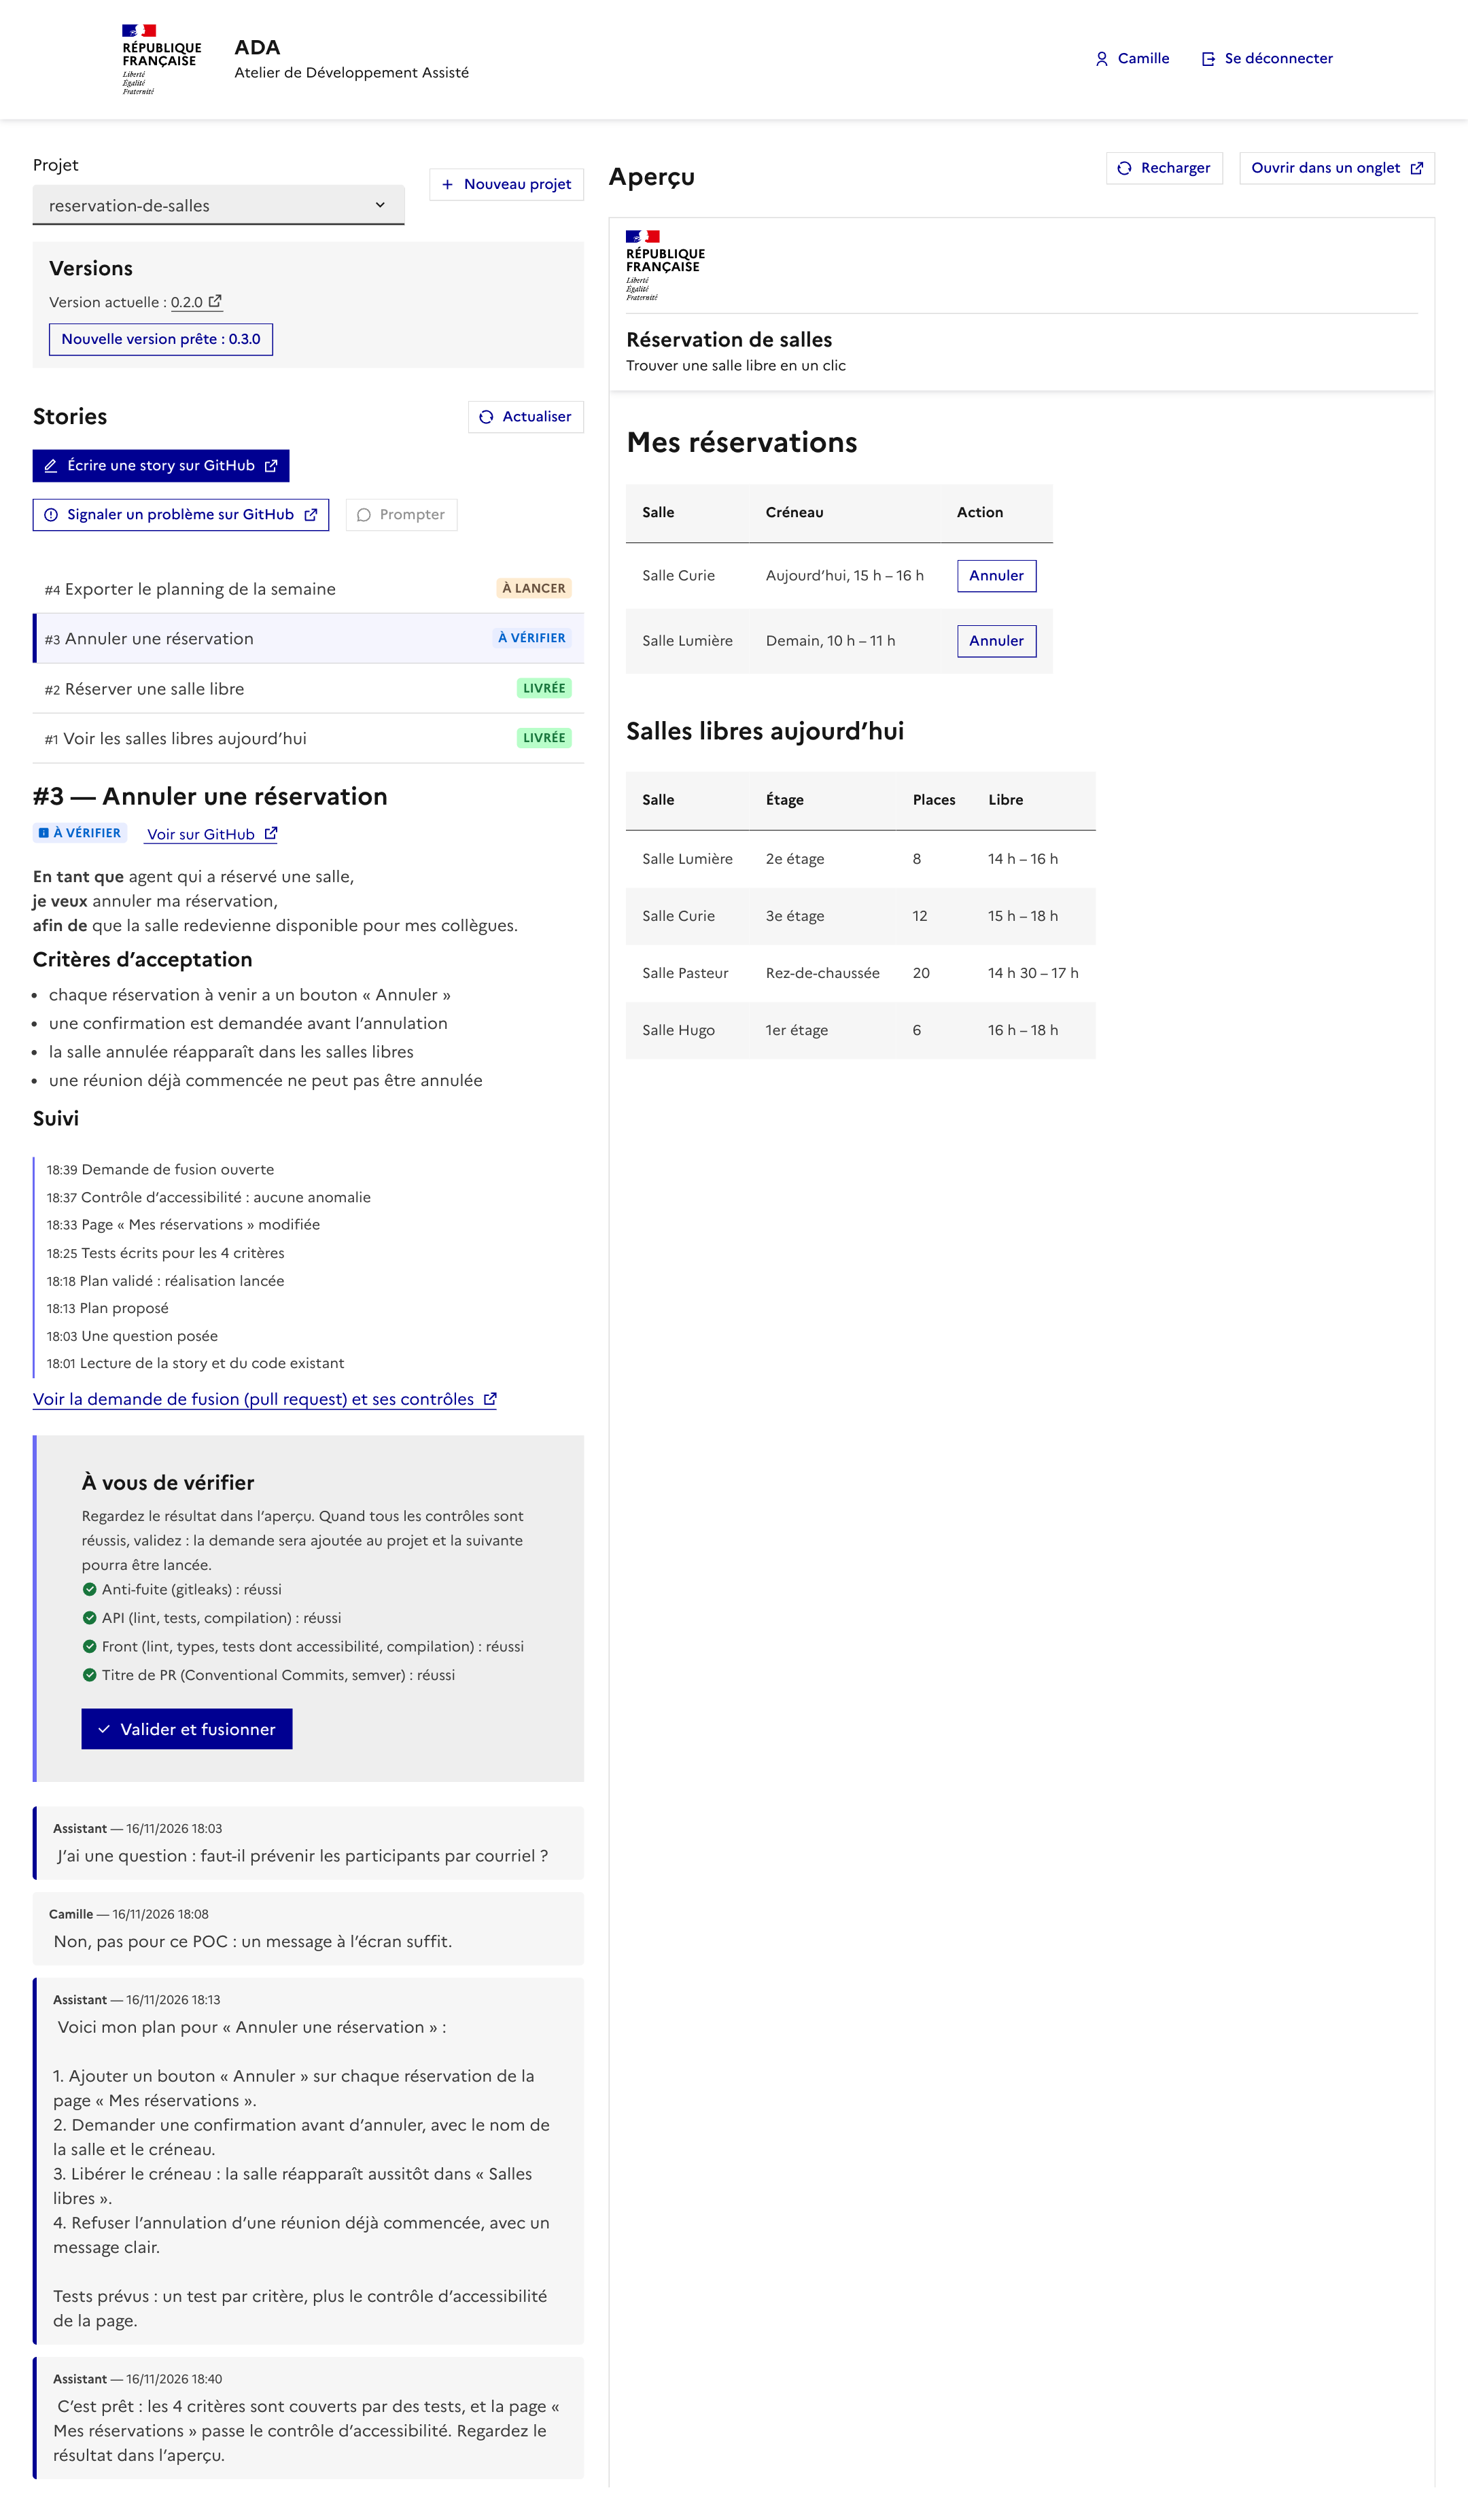 RÉPUBLIQUE
FRANÇAISE
Liberté
Égalité
Fraternité
ADA
Atelier de Développement Assisté
Camille
Se déconnecter
Projet
reservation-de-salles
Nouveau projet
Versions
Version actuelle : 0.2.0
Nouvelle version prête : 0.3.0
Stories
Actualiser
Écrire une story sur GitHub
Signaler un problème sur GitHub
Prompter
#4 Exporter le planning de la semaine
À LANCER
#3 Annuler une réservation
À VÉRIFIER
#2 Réserver une salle libre
LIVRÉE
#1 Voir les salles libres aujourd’hui
LIVRÉE
#3 — Annuler une réservation
À VÉRIFIER
Voir sur GitHub
En tant que agent qui a réservé une salle,
je veux annuler ma réservation,
afin de que la salle redevienne disponible pour mes collègues.
Critères d’acceptation
• chaque réservation à venir a un bouton « Annuler »
• une confirmation est demandée avant l’annulation
• la salle annulée réapparaît dans les salles libres
• une réunion déjà commencée ne peut pas être annulée
Suivi
18:39 Demande de fusion ouverte
18:37 Contrôle d’accessibilité : aucune anomalie
18:33 Page « Mes réservations » modifiée
18:25 Tests écrits pour les 4 critères
18:18 Plan validé : réalisation lancée
18:13 Plan proposé
18:03 Une question posée
18:01 Lecture de la story et du code existant
Voir la demande de fusion (pull request) et ses contrôles
À vous de vérifier
Regardez le résultat dans l’aperçu. Quand tous les contrôles sont
réussis, validez : la demande sera ajoutée au projet et la suivante
pourra être lancée.
Anti-fuite (gitleaks) : réussi
API (lint, tests, compilation) : réussi
Front (lint, types, tests dont accessibilité, compilation) : réussi
Titre de PR (Conventional Commits, semver) : réussi
Valider et fusionner
Assistant — 16/11/2026 18:03
J’ai une question : faut-il prévenir les participants par courriel ?
Camille — 16/11/2026 18:08
Non, pas pour ce POC : un message à l’écran suffit.
Assistant — 16/11/2026 18:13
Voici mon plan pour « Annuler une réservation » :
1. Ajouter un bouton « Annuler » sur chaque réservation de la
page « Mes réservations ».
2. Demander une confirmation avant d’annuler, avec le nom de
la salle et le créneau.
3. Libérer le créneau : la salle réapparaît aussitôt dans « Salles
libres ».
4. Refuser l’annulation d’une réunion déjà commencée, avec un
message clair.
Tests prévus : un test par critère, plus le contrôle d’accessibilité
de la page.
Assistant — 16/11/2026 18:40
C’est prêt : les 4 critères sont couverts par des tests, et la page «
Mes réservations » passe le contrôle d’accessibilité. Regardez le
résultat dans l’aperçu.
Aperçu
Recharger
Ouvrir dans un onglet
RÉPUBLIQUE
FRANÇAISE
Liberté
Égalité
Fraternité
Réservation de salles
Trouver une salle libre en un clic
Mes réservations
Salle Créneau Action
Salle Curie Aujourd’hui, 15 h – 16 h Annuler
Salle Lumière Demain, 10 h – 11 h Annuler
Salles libres aujourd’hui
Salle Étage Places Libre
Salle Lumière 2e étage 8 14 h – 16 h
Salle Curie 3e étage 12 15 h – 18 h
Salle Pasteur Rez-de-chaussée 20 14 h 30 – 17 h
Salle Hugo 1er étage 6 16 h – 18 h